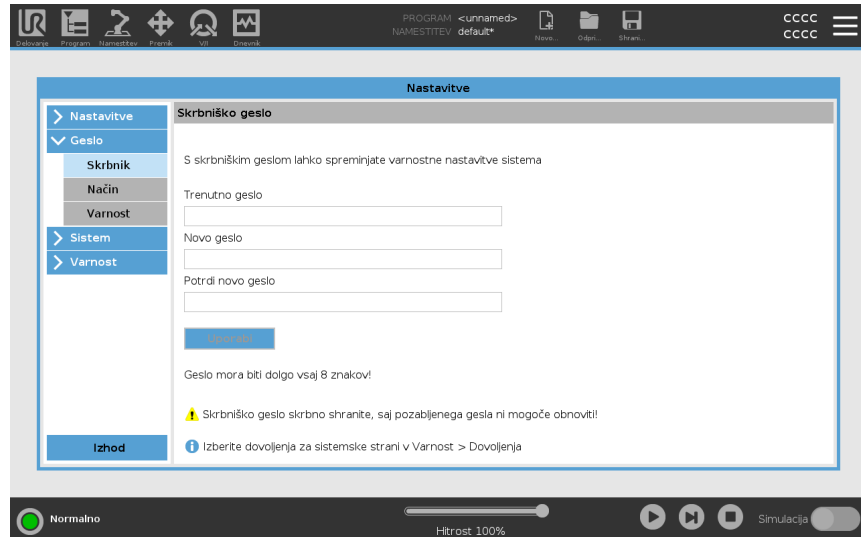 PROGRAM <unnamed>
NAMESTITEV default*
cccc
cccc
Delovanje Program Namestitev Premik V/I Dnevnik Novo... Odpri... Shrani...
Nastavitve
Nastavitve
Geslo
Skrbnik
Način
Varnost
Sistem
Varnost
Izhod
Skrbniško geslo
S skrbniškim geslom lahko spreminjate varnostne nastavitve sistema
Trenutno geslo
Novo geslo
Potrdi novo geslo
Uporabi
Geslo mora biti dolgo vsaj 8 znakov!
Skrbniško geslo skrbno shranite, saj pozabljenega gesla ni mogoče obnoviti!
Izberite dovoljenja za sistemske strani v Varnost > Dovoljenja
Normalno
Hitrost 100%
Simulacija